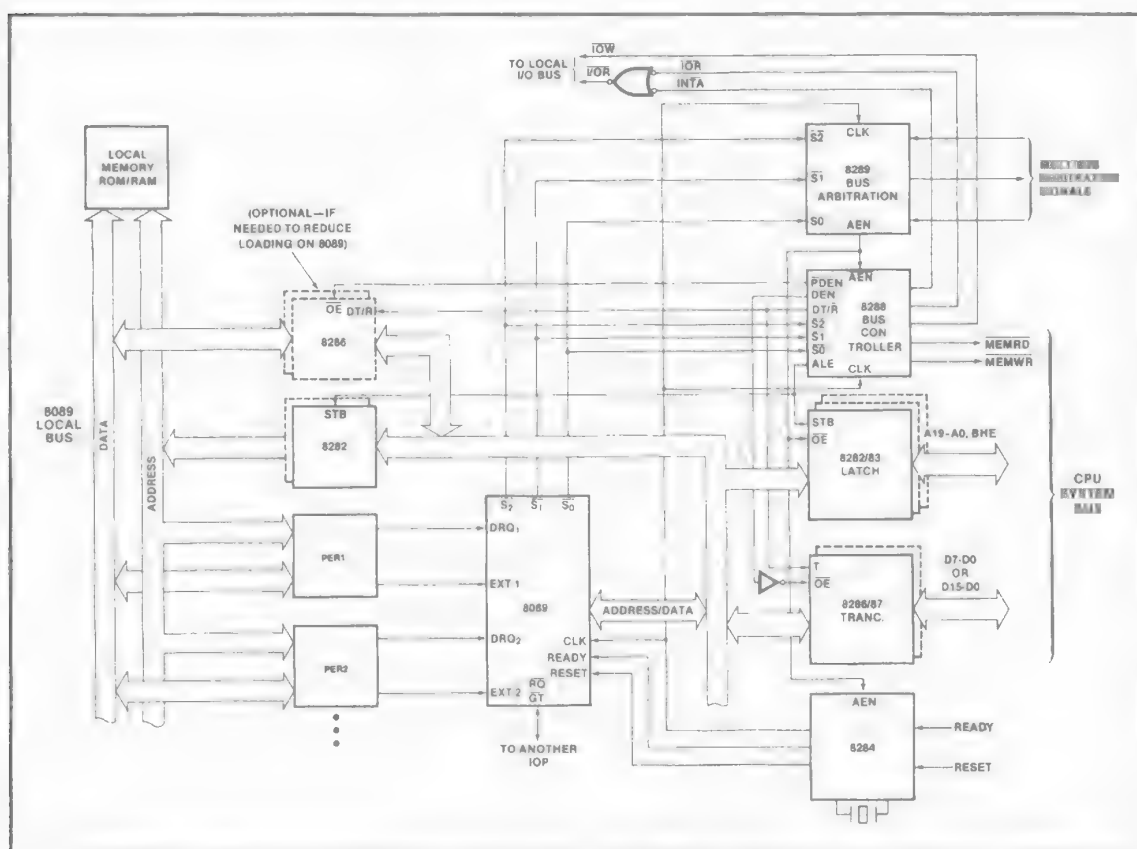 IOW
TO LOCAL
I/O BUS
I/OR
IOR
INTA
LOCAL
MEMORY
ROM/RAM
(OPTIONAL—IF
NEEDED TO REDUCE
LOADING ON 8089)
S2
CLK
8289
BUS
ARBITRATION
S1
S0
AEN
OE
DT/R
8286
PDEN
DEN
DT/R
S2
S1
S0
ALE
AEN
8288
BUS
CON
TROLLER
CLK
MEMRD
MEMWR
STB
8282
8089
LOCAL
BUS
DATA
ADDRESS
STB
OE
8282/83
LATCH
A19-A0, BHE
CPU
S2
S1
S0
DRQ1
EXT 1
8089
DRQ2
EXT 2
RQ
GT
CLK
READY
RESET
PER1
PER2
ADDRESS/DATA
T
OE
8286/87
TRANC.
D7-D0
OR
D15-D0
TO ANOTHER
IOP
AEN
8284
READY
RESET